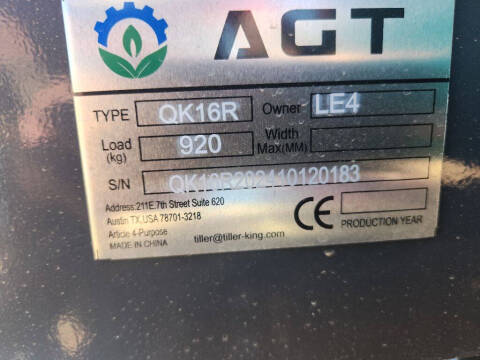 AGT
TYPE QK16R Owner LE4
Load (kg) 920 Width Max(MM)
S/N QK16R202410120183
Address:211E.7th Street Suite 620
Austin TX,USA 78701-3218
Article 4-Purpose
MADE IN CHINA tiller@tiller-king.com CE PRODUCTION YEAR